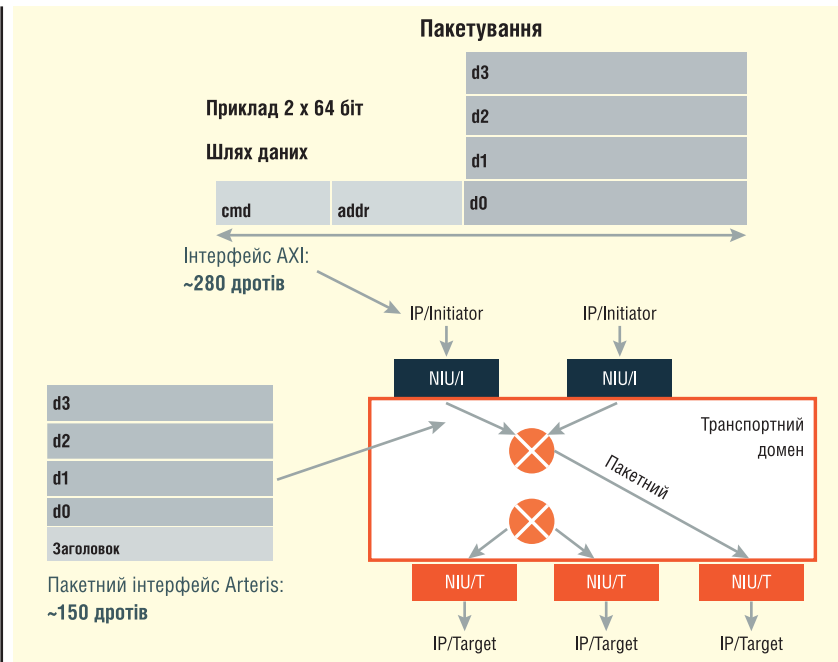 Пакетування
d3
Приклад 2 x 64 біт
d2
Шлях даних
d1
cmd
addr
d0
Інтерфейс AXI:
~280 дротів
IP/Initiator
IP/Initiator
NIU/I
NIU/I
d3
d2
d1
d0
Заголовок
Транспортний
домен
Пакетний
Пакетний інтерфейс Arteris:
~150 дротів
NIU/T
NIU/T
NIU/T
IP/Target
IP/Target
IP/Target